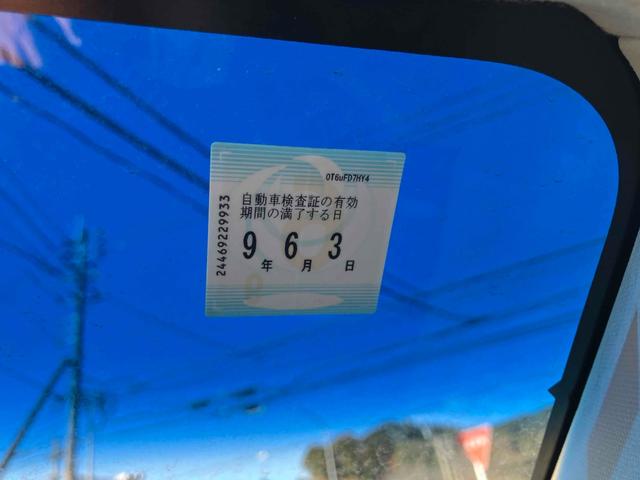 0T6uFD7HY4
自動車検査証の有効
期間の満了する日
9年 6月 3日
24469229933